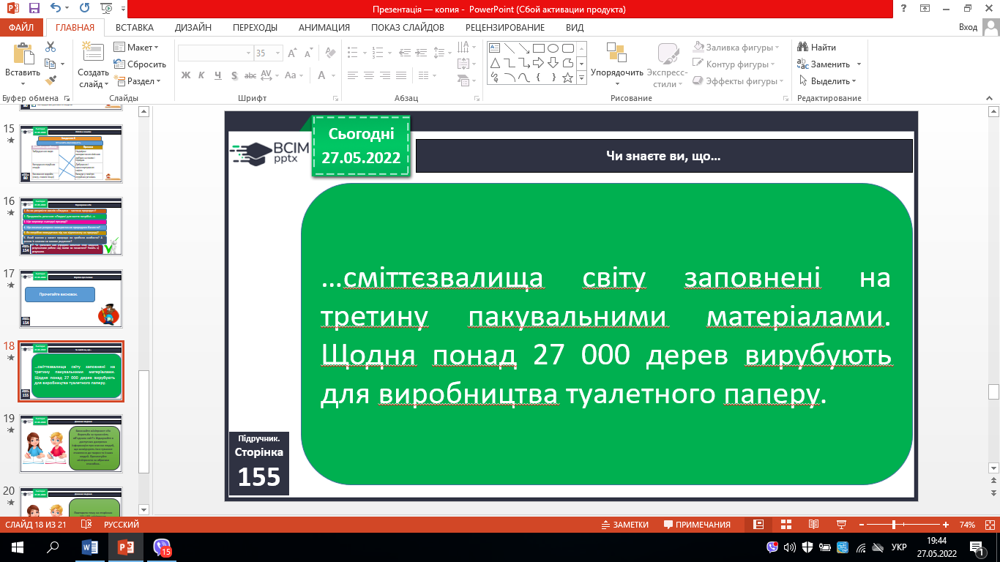 Презентація — копия - PowerPoint (Сбой активации продукта)
ФАЙЛ ГЛАВНАЯ ВСТАВКА ДИЗАЙН ПЕРЕХОДЫ АНИМАЦИЯ ПОКАЗ СЛАЙДОВ РЕЦЕНЗИРОВАНИЕ ВИД Вход
Вставить
Создать слайд
Макет
Сбросить
Раздел
35
Ж К Ч S abc AV Aa А
Упорядочить
Экспресс-стили
Заливка фигуры
Контур фигуры
Эффекты фигуры
Найти
Заменить
Выделить
Буфер обмена Слайды Шрифт Абзац Рисование Редактирование
15
16
17
Прочитайте висновок.
18
...сміттєзвалища світу заповнені на
третину пакувальними матеріалами.
Щодня понад 27 000 дерев вирубують
для виробництва туалетного паперу.
155
19
20
ВСІМ
pptx
Сьогодні
27.05.2022
Чи знаєте ви, що...
...сміттєзвалища світу заповнені на
третину пакувальними матеріалами.
Щодня понад 27 000 дерев вирубують
для виробництва туалетного паперу.
Підручник.
Сторінка
155
СЛАЙД 18 ИЗ 21 РУССКИЙ ЗАМЕТКИ ПРИМЕЧАНИЯ 74%
15
УКР
19:44
27.05.2022
1